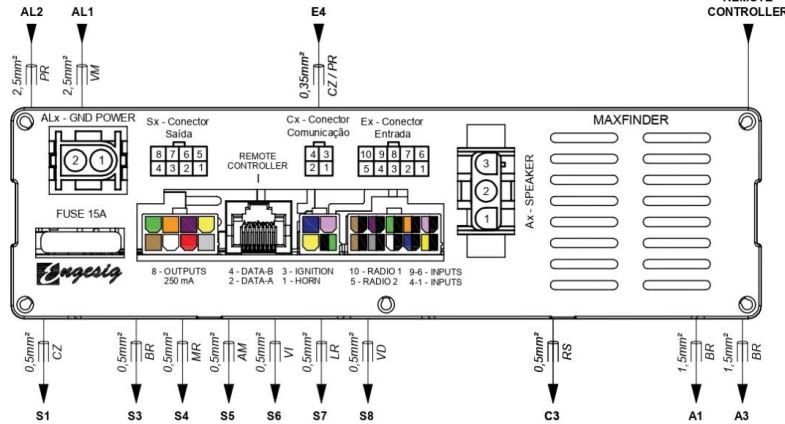 AL2 AL1 E4 REMOTE
CONTROLLER
2,5mm² PR
2,5mm² VM
0,35mm² CZ / PR
ALx - GND POWER
2 1
FUSE 15A
Engesig
Sx - Conector
Saída
8 7 6 5
4 3 2 1
REMOTE
CONTROLLER
Cx - Conector
Comunicação
4 3
2 1
Ex - Conector
Entrada
10 9 8 7 6
5 4 3 2 1
3
2
1
Ax - SPEAKER
MAXFINDER
8 - OUTPUTS
250 mA
4 - DATA-B 3 - IGNITION
2 - DATA-A 1 - HORN
10 - RADIO 1 9-6 - INPUTS
5 - RADIO 2 4-1 - INPUTS
0,5mm² CZ
0,5mm² BR
0,5mm² MR
0,5mm² AM
0,5mm² VI
0,5mm² LR
0,5mm² VD
0,5mm² RS
1,5mm² BR
1,5mm² BR
S1 S3 S4 S5 S6 S7 S8 C3 A1 A3